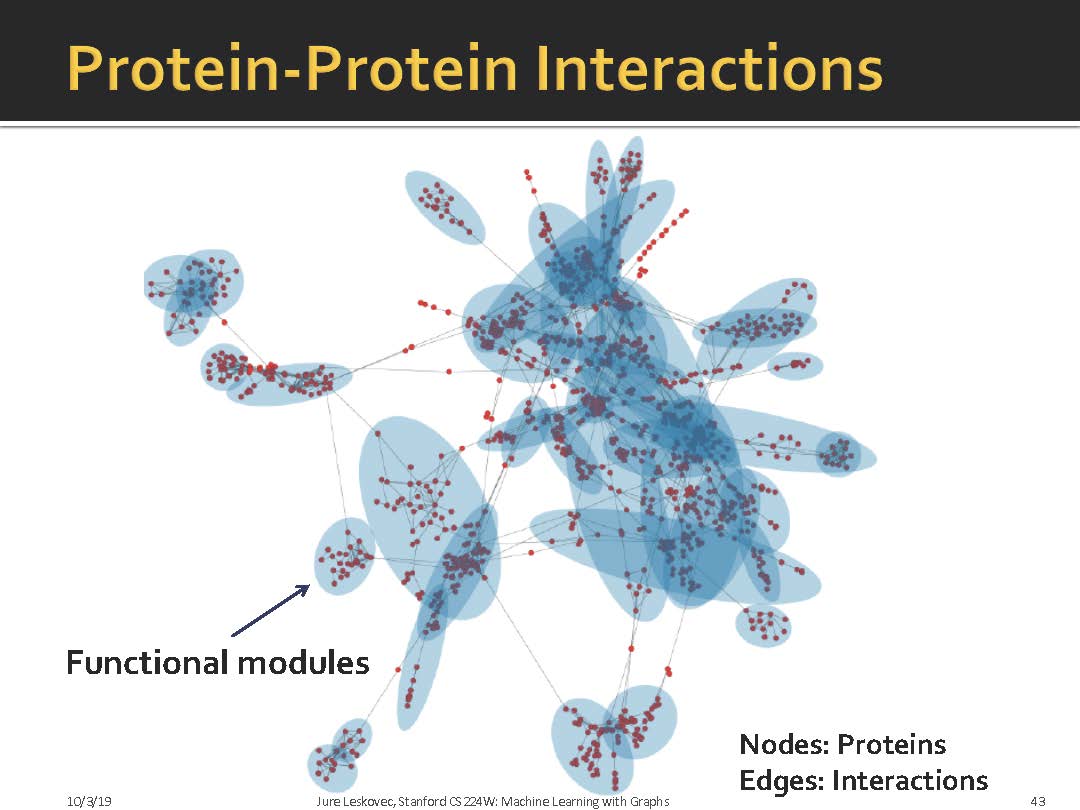 Protein-Protein Interactions
Functional modules
Nodes: Proteins
Edges: Interactions
10/3/19
Jure Leskovec, Stanford CS224W: Machine Learning with Graphs
43